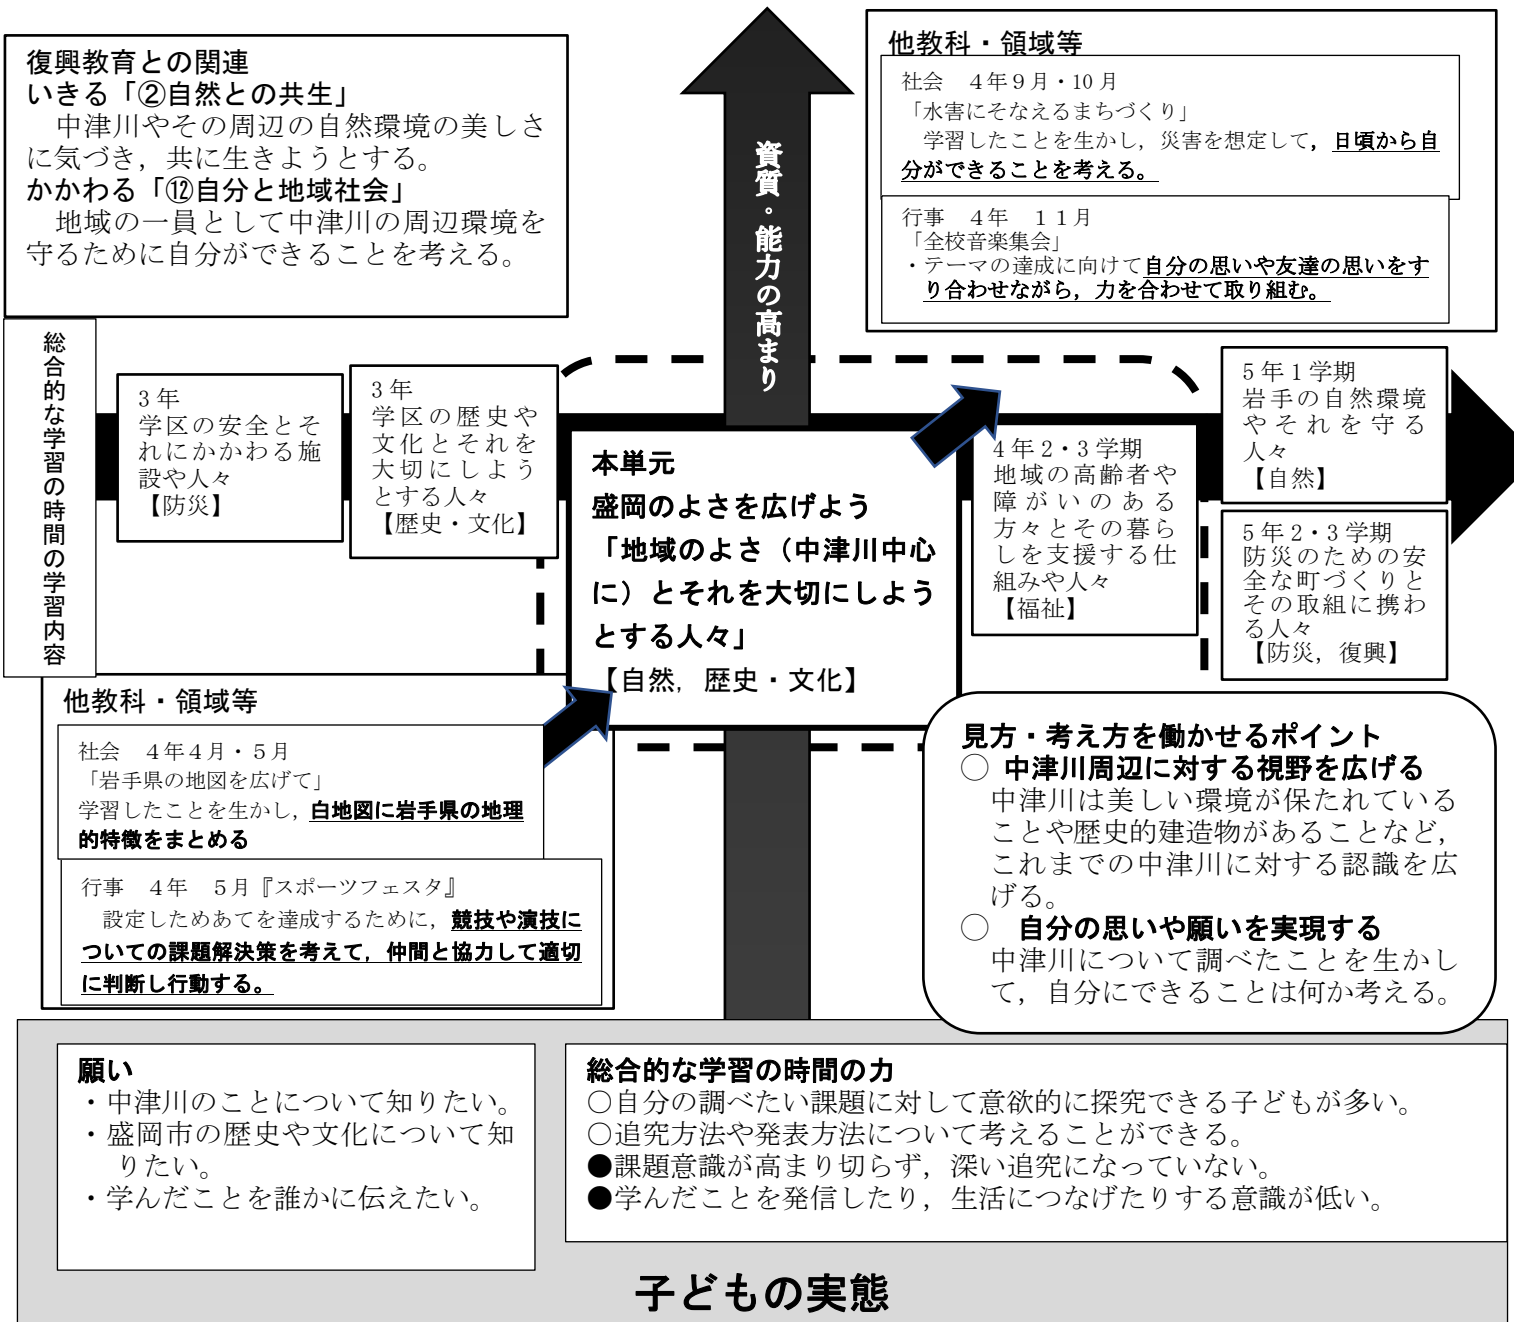 復興教育との関連
いきる「②自然との共生」
　中津川やその周辺の自然環境の美しさ
に気づき，共に生きようとする。
かかわる「⑫自分と地域社会」
　地域の一員として中津川の周辺環境を
守るために自分ができることを考える。
資質・能力の高まり
他教科・領域等
社会　４年９月・10 月
「水害にそなえるまちづくり」
　学習したことを生かし，災害を想定して，日頃から自
分ができることを考える。
行事　４年　１１月
「全校音楽集会」
・テーマの達成に向けて自分の思いや友達の思いをす
り合わせながら，力を合わせて取り組む。
総合的な学習の時間の学習内容
３年
学区の安全とそ
れにかかわる施
設や人々
【防災】
３年
学区の歴史や
文化とそれを
大切にしよう
とする人々
【歴史・文化】
本単元
盛岡のよさを広げよう
「地域のよさ（中津川中心
に）とそれを大切にしよう
とする人々」
【自然，歴史・文化】
４年２・３学期
地域の高齢者や
障がいのある
方々とその暮ら
しを支援する仕
組みや人々
【福祉】
５年１学期
岩手の自然環境
やそれを守る
人々
【自然】
５年２・３学期
防災のための安
全な町づくりと
その取組に携わ
る人々
【防災，復興】
他教科・領域等
社会　４年４月・５月
「岩手県の地図を広げて」
学習したことを生かし，白地図に岩手県の地理
的特徴をまとめる
行事　４年　５月『スポーツフェスタ』
　設定しためあてを達成するために，競技や演技に
ついての課題解決策を考えて，仲間と協力して適切
に判断し行動する。
見方・考え方を働かせるポイント
○ 中津川周辺に対する視野を広げる
中津川は美しい環境が保たれている
ことや歴史的建造物があることなど，
これまでの中津川に対する認識を広
げる。
○　自分の思いや願いを実現する
中津川について調べたことを生かし
て，自分にできることは何か考える。
願い
・中津川のことについて知りたい。
・盛岡市の歴史や文化について知
りたい。
・学んだことを誰かに伝えたい。
総合的な学習の時間の力
○自分の調べたい課題に対して意欲的に探究できる子どもが多い。
○追究方法や発表方法について考えることができる。
●課題意識が高まり切らず，深い追究になっていない。
●学んだことを発信したり，生活につなげたりする意識が低い。
子どもの実態